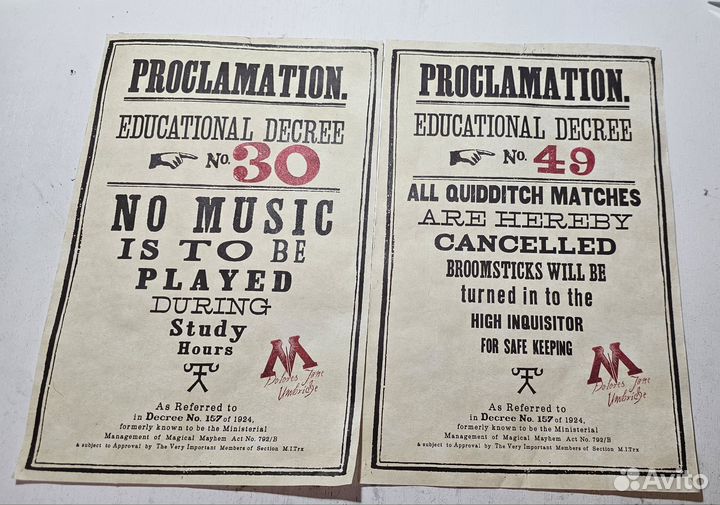 PROCLAMATION.
EDUCATIONAL DECREE
No. 30
NO MUSIC
IS TO BE
PLAYED
DURING
Study
Hours
M
Dolores Jane
Umbridge
As Referred to
in Decree No. 157 of 1924,
formerly known to be the Ministerial
Management of Magical Mayhem Act No. 792/B
& subject to Approval by The Very Important Members of Section M.I.Trx
PROCLAMATION.
EDUCATIONAL DECREE
No. 49
ALL QUIDDITCH MATCHES
ARE HEREBY
CANCELLED
BROOMSTICKS WILL BE
turned in to the
HIGH INQUISITOR
FOR SAFE KEEPING
M
Dolores Jane
Umbridge
As Referred to
in Decree No. 157 of 1924,
formerly known to be the Ministerial
Management of Magical Mayhem Act No. 792/B
& subject to Approval by The Very Important Members of Section M.I.Trx
Avito